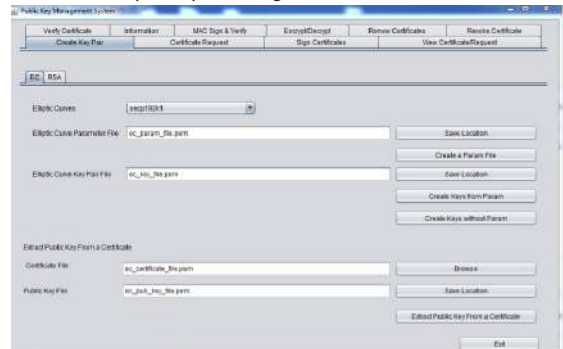 Public Key Management System
Verify Certificate Information MAC Sign & Verify Encrypt/Decrypt Renew Certificates Revoke Certificate
Create Key Pair Certificate Request Sign Certificates View Certificate/Request
EC RSA
Elliptic Curves secp192r1
Elliptic Curve Parameter File ec_param_file.pem Save Location
Create a Param File
Elliptic Curve Key Pair File ec_key_file.pem Save Location
Create Keys from Param
Create Keys without Param
Extract Public Key From a Certificate
Certificate File ec_certificate_file.pem Browse
Public Key File ec_pub_key_file.pem Save Location
Extract Public Key From a Certificate
Exit